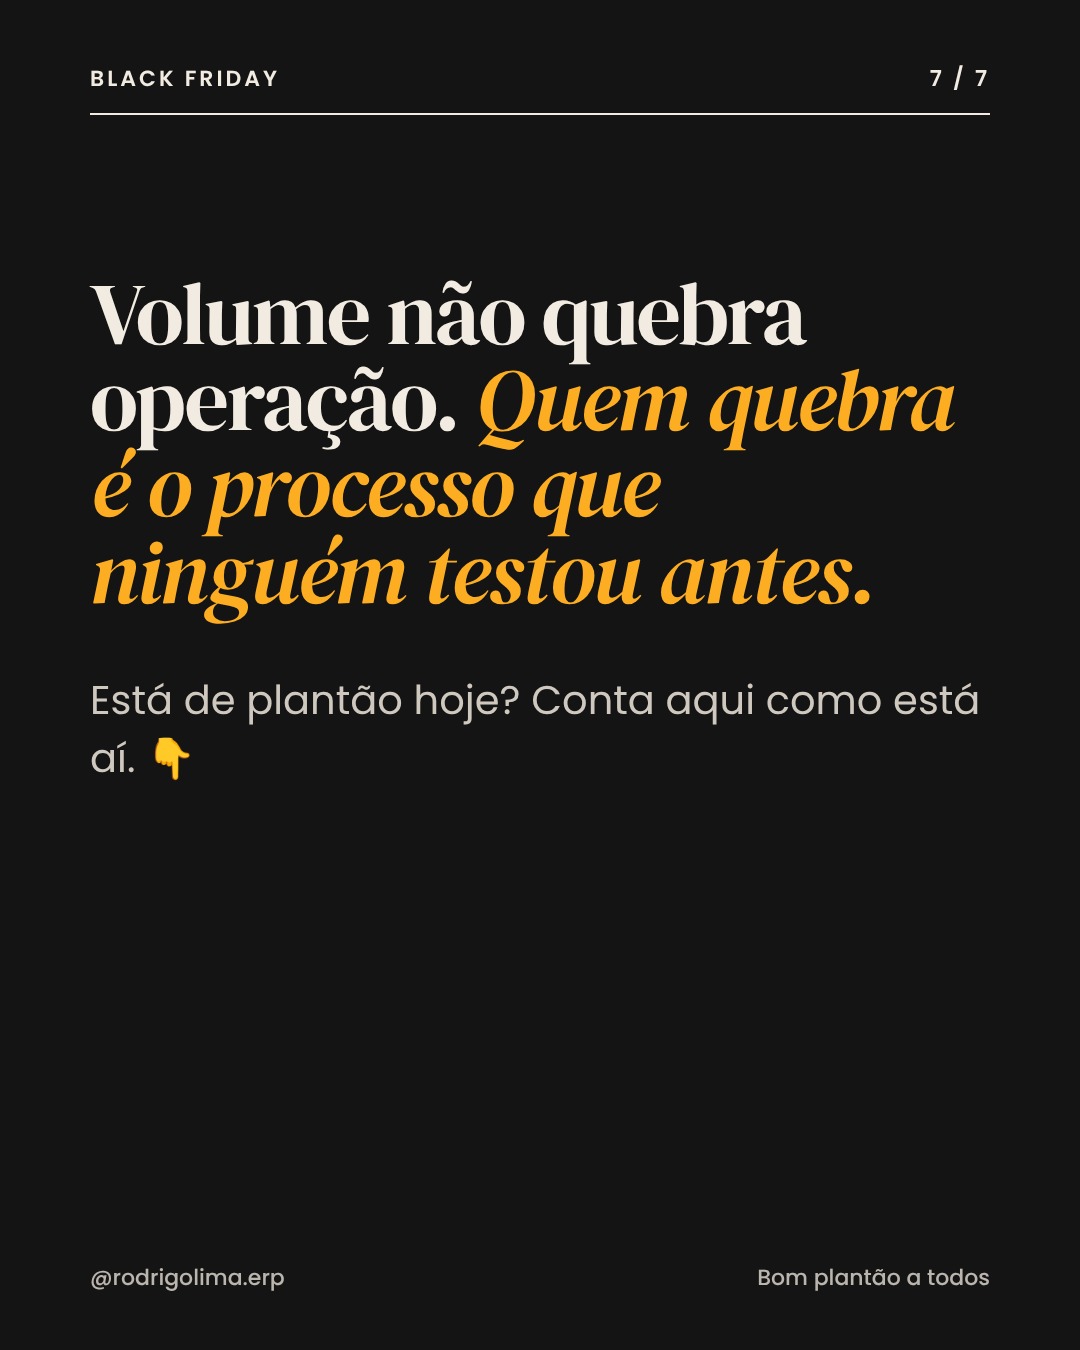 BLACK FRIDAY
7 / 7
Volume não quebra
operação. Quem quebra
é o processo que
ninguém testou antes.
Está de plantão hoje? Conta aqui como está
aí. 👇
@rodrigolima.erp
Bom plantão a todos